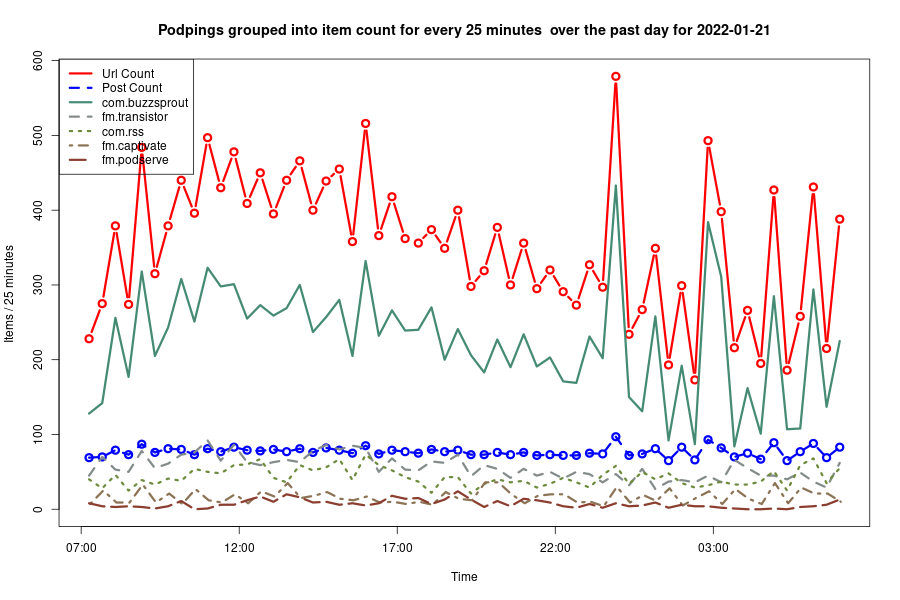 Podpings grouped into item count for every 25 minutes  over the past day for 2022-01-21
Items / 25 minutes
600
500
400
300
200
100
0
Url Count
Post Count
com.buzzsprout
fm.transistor
com.rss
fm.captivate
fm.podserve
07:00
12:00
17:00
22:00
03:00
Time